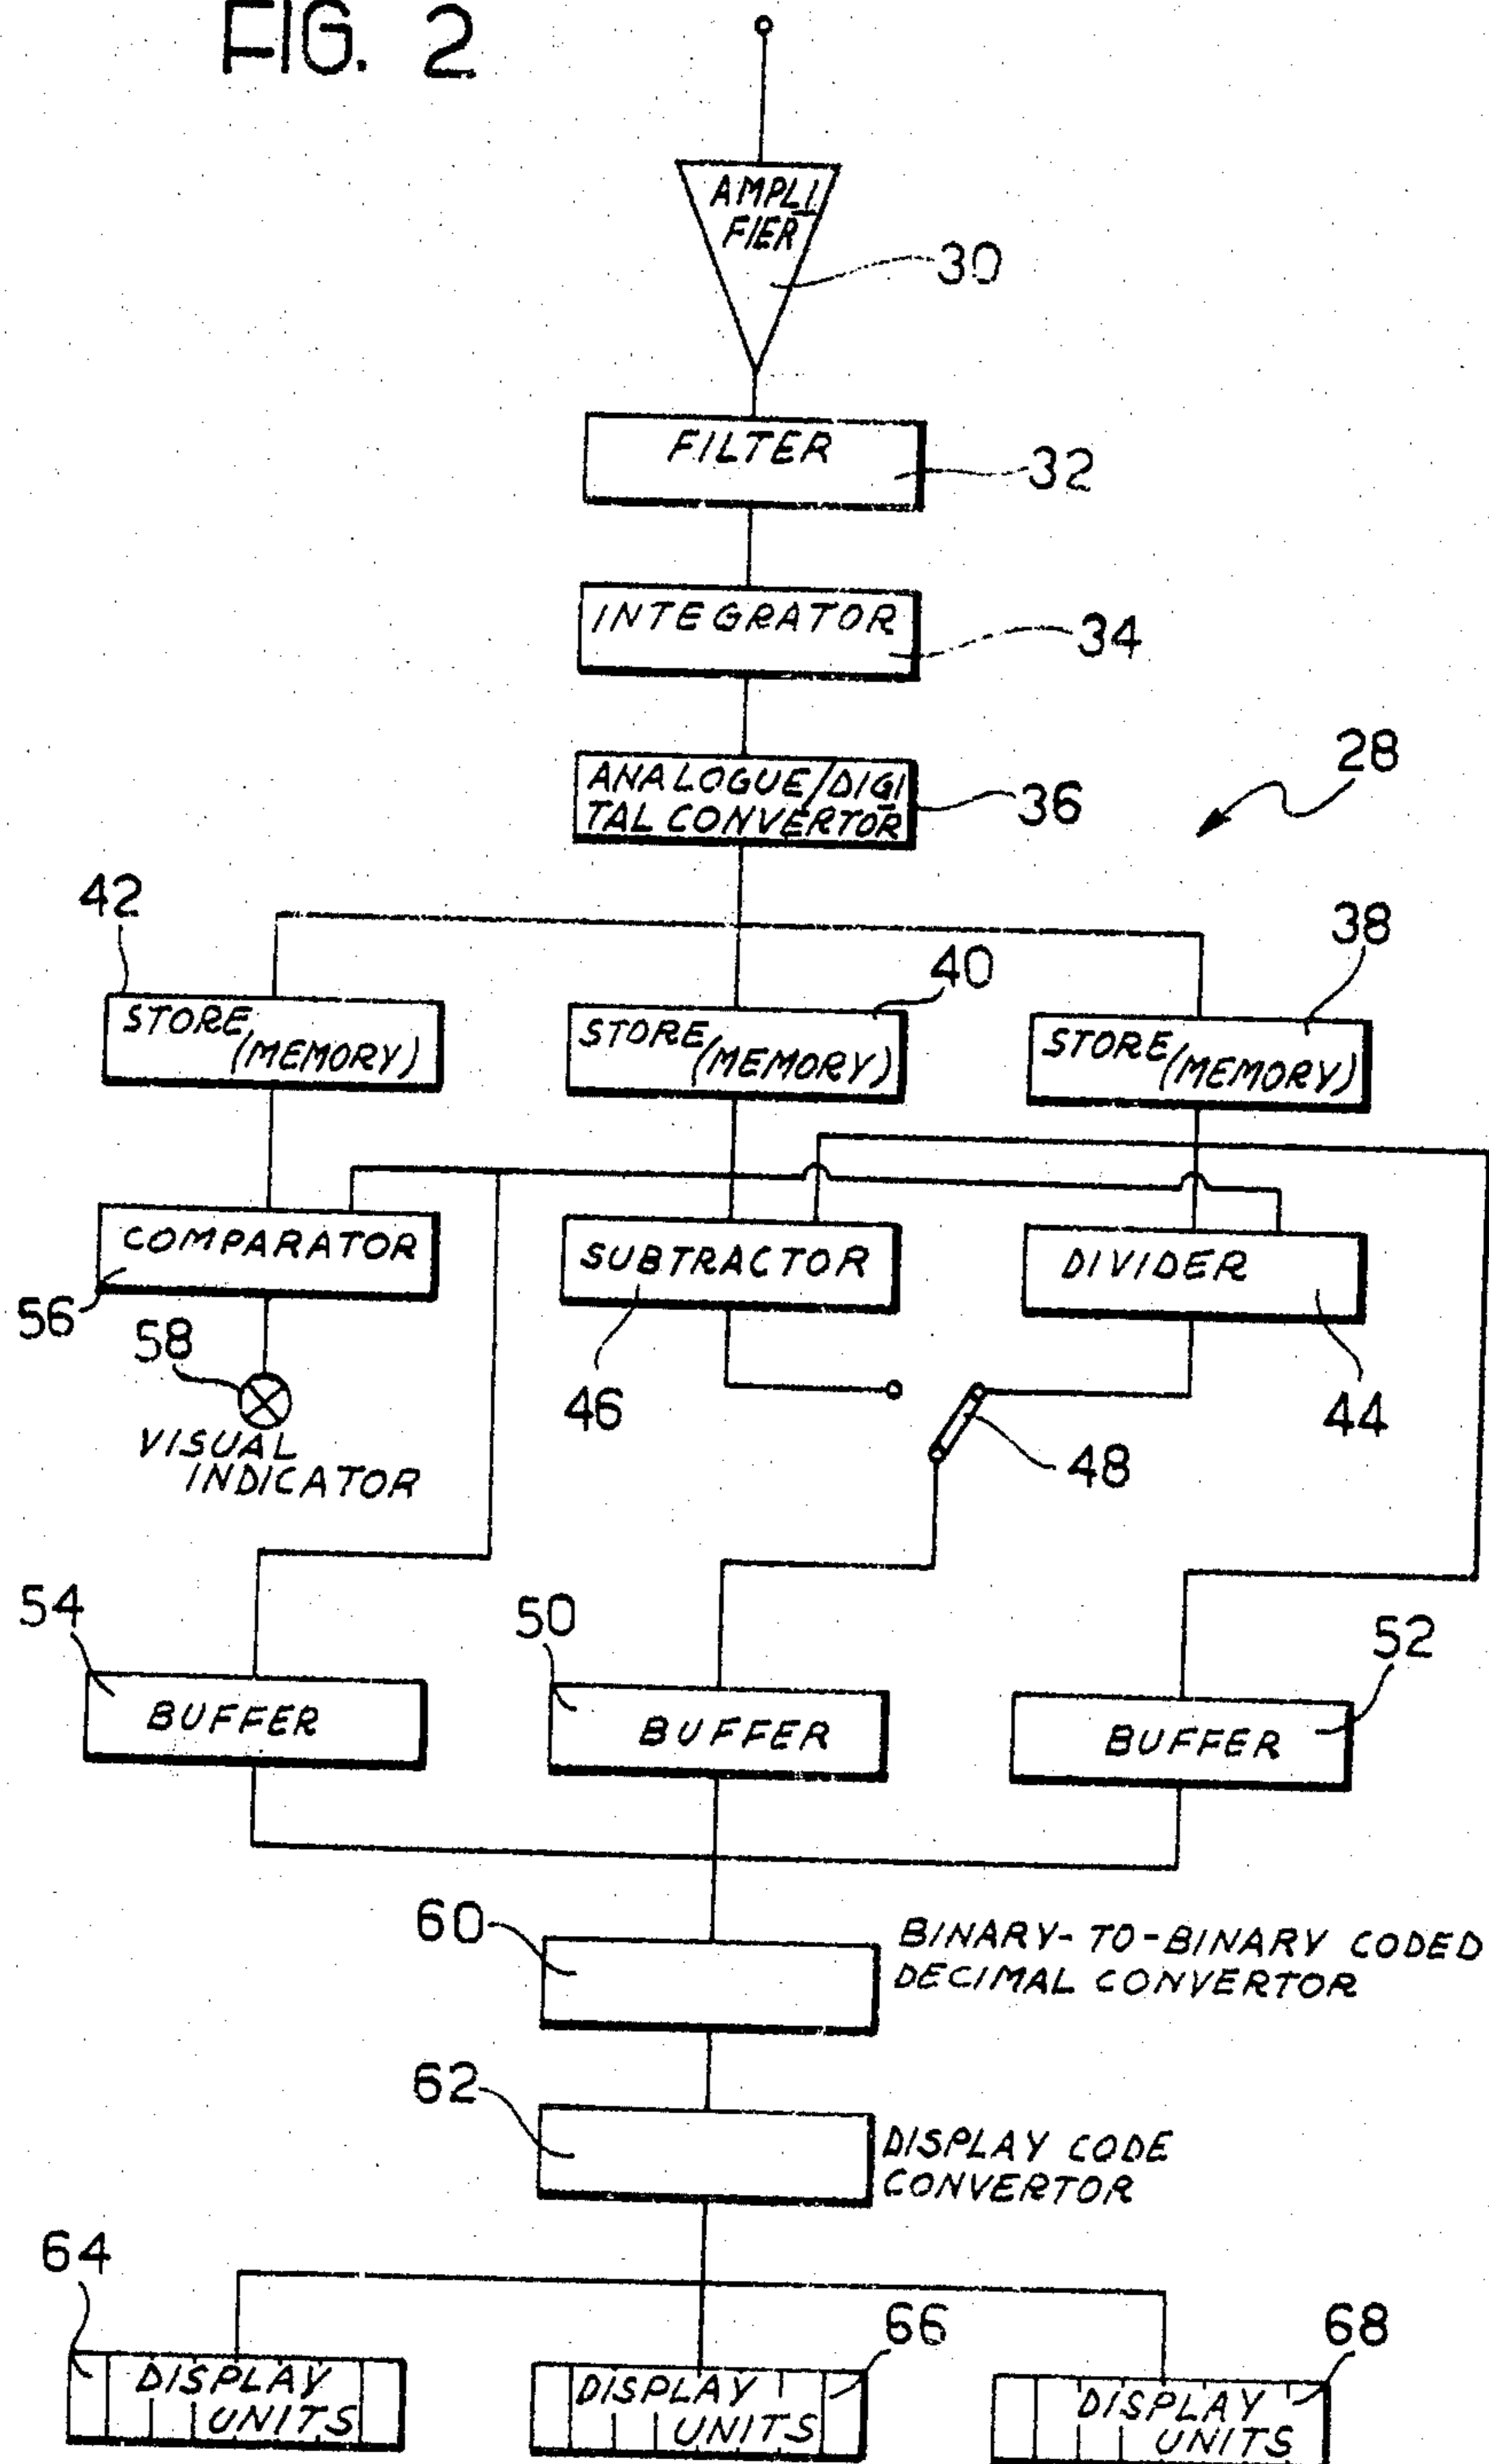 FIG. 2
AMPLI
FIER
30
FILTER
32
INTEGRATOR
34
ANALOGUE/DIGI
TAL CONVERTOR
36
28
42
40
38
STORE
(MEMORY)
STORE
(MEMORY)
STORE
(MEMORY)
COMPARATOR
SUBTRACTOR
DIVIDER
56
58
46
48
44
VISUAL
INDICATOR
54
50
52
BUFFER
BUFFER
BUFFER
60
BINARY-TO-BINARY CODED
DECIMAL CONVERTOR
62
DISPLAY CODE
CONVERTOR
64
66
68
DISPLAY
UNITS
DISPLAY
UNITS
DISPLAY
UNITS